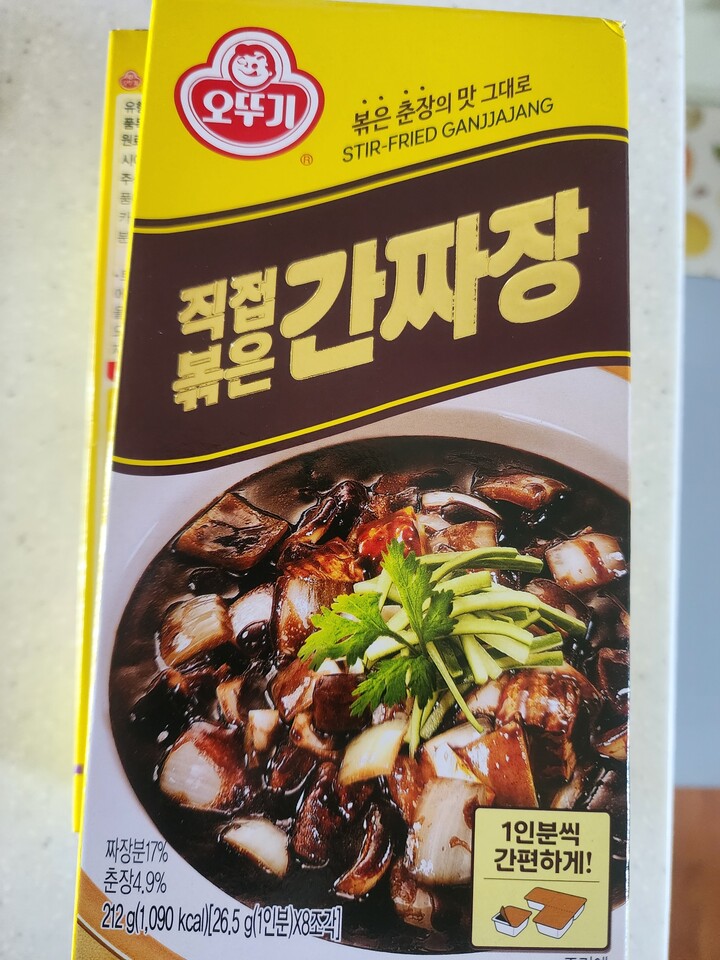 오뚜기
볶은 춘장의 맛 그대로
STIR-FRIED GANJJAJANG
직접
볶은
간짜장
1인분씩
간편하게!
짜장분17%
춘장4.9%
212 g(1,090 kcal)[26.5 g(1인분)X8조각]